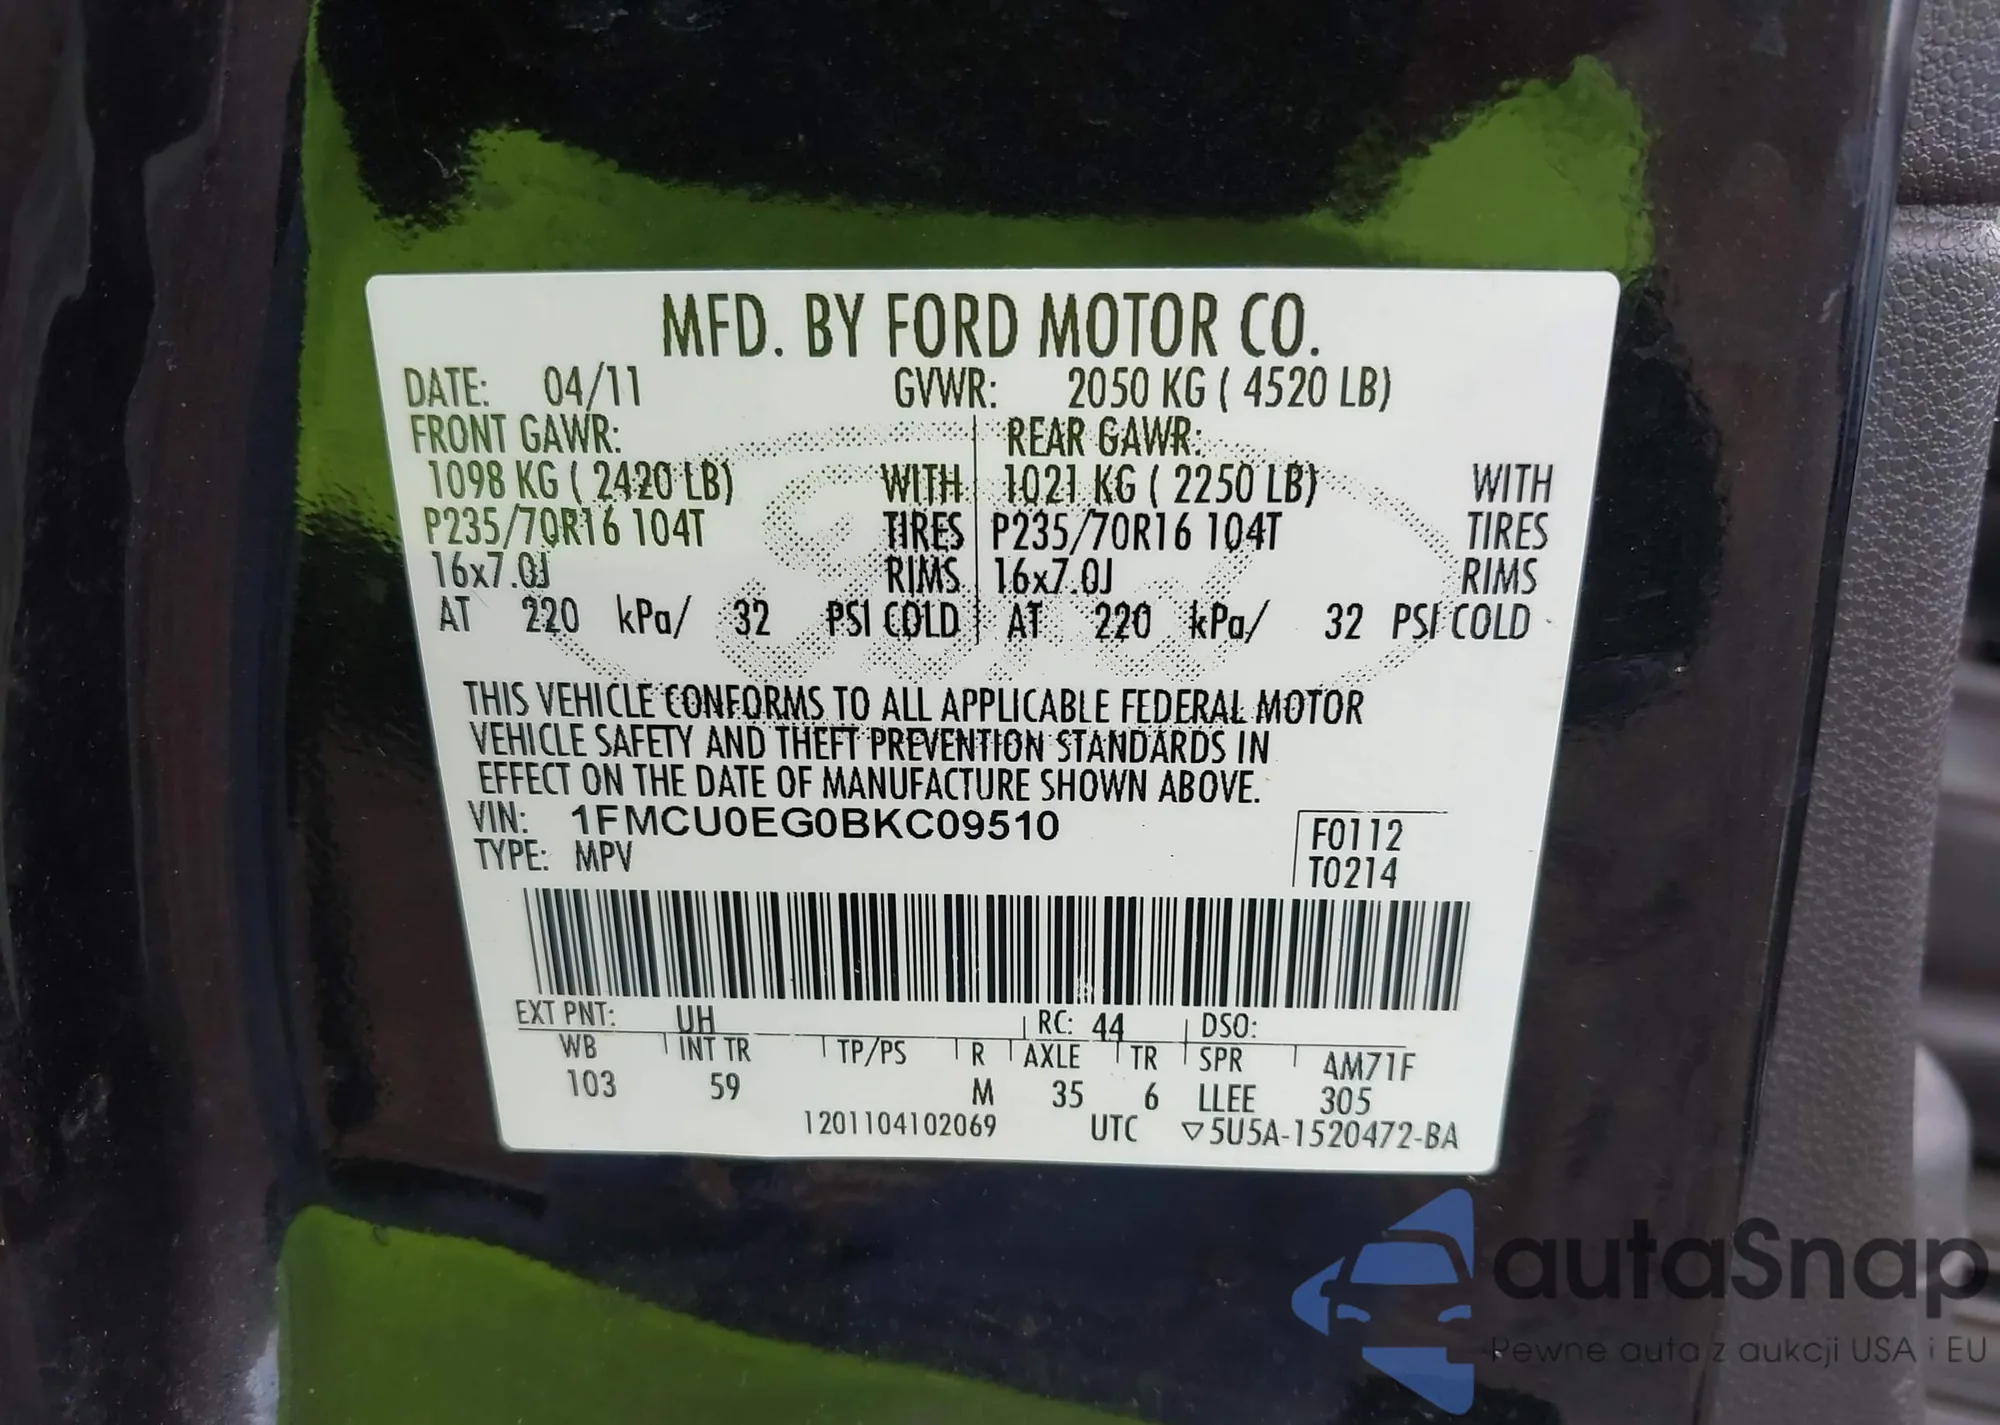 MFD. BY FORD MOTOR CO.
DATE: 04/11 GVWR: 2050 KG ( 4520 LB)
FRONT GAWR: REAR GAWR:
1098 KG ( 2420 LB) WITH 1021 KG ( 2250 LB) WITH
P235/70R16 104T TIRES P235/70R16 104T TIRES
16x7.0J RIMS 16x7.0J RIMS
AT 220 kPa/ 32 PSI COLD AT 220 kPa/ 32 PSI COLD
THIS VEHICLE CONFORMS TO ALL APPLICABLE FEDERAL MOTOR
VEHICLE SAFETY AND THEFT PREVENTION STANDARDS IN
EFFECT ON THE DATE OF MANUFACTURE SHOWN ABOVE.
VIN: 1FMCU0EG0BKC09510 F0112
TYPE: MPV T0214
EXT PNT: UH RC: 44 DSO:
WB INT TR TP/PS R AXLE TR SPR AM71F
103 59 M 35 6 LLEE 305
1201104102069 UTC ▽5U5A-1520472-BA
autaSnap
Pewne auta z aukcji USA i EU